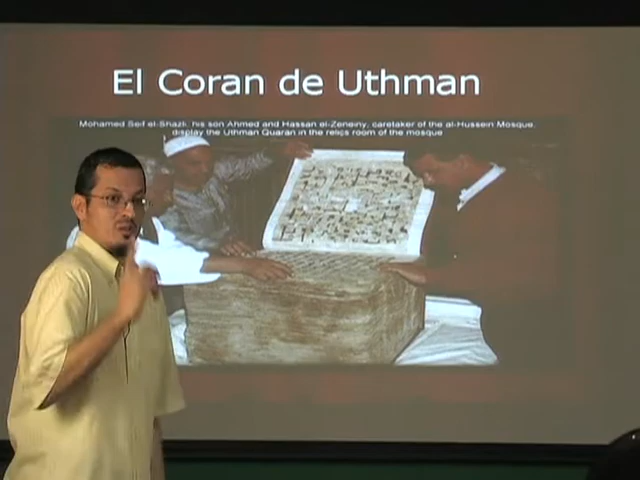 El Coran de Uthman
Mohamed Seif el-Shazli, his son Ahmed and Hassan el-Zeneiny, caretaker of the al-Hussein Mosque,
display the Uthman Quaran in the relics room of the mosque